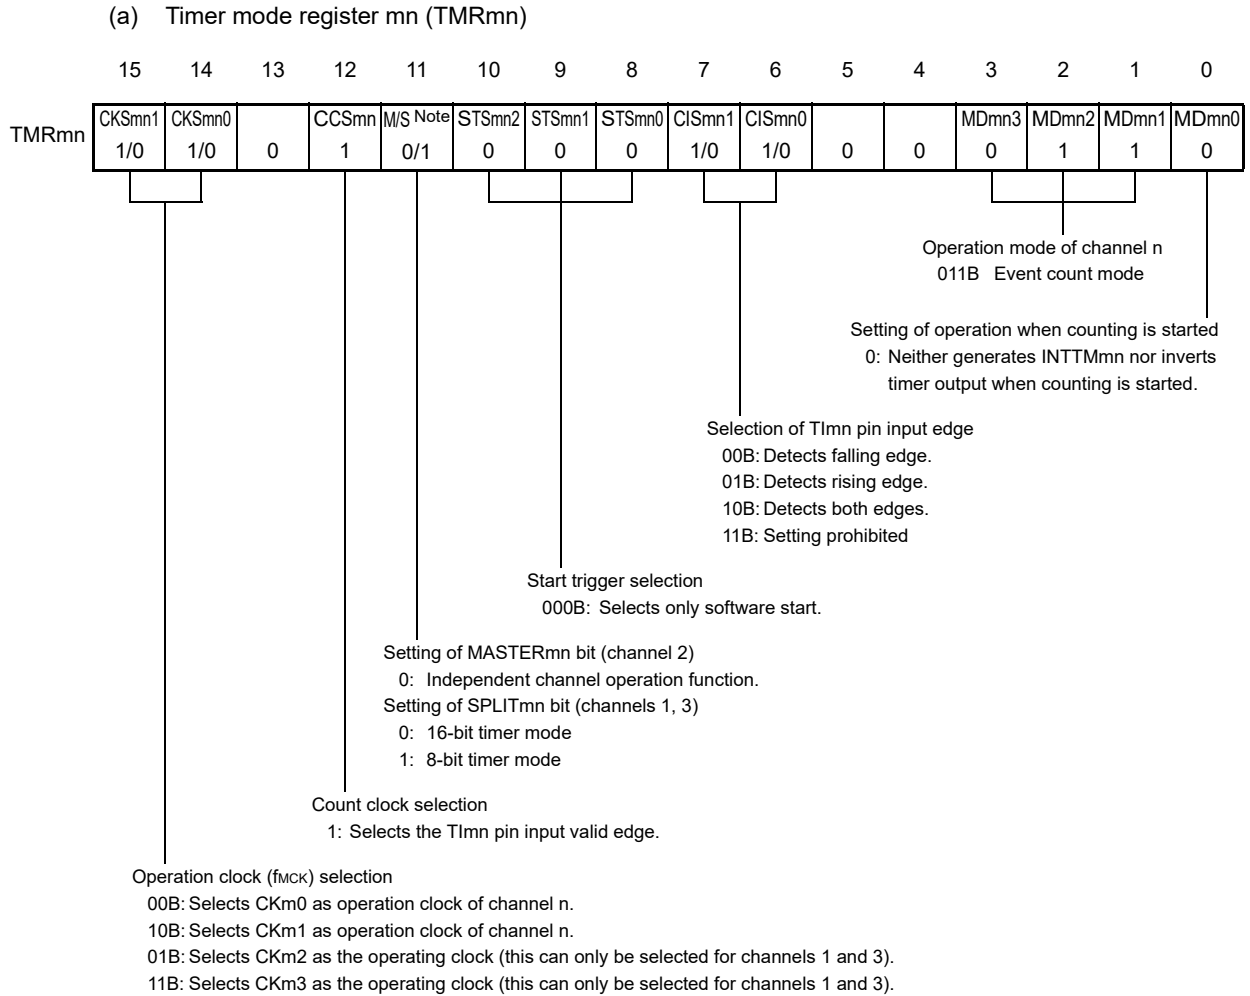 (a) Timer mode register mn (TMRmn)
15 14 13 12 11 10 9 8 7 6 5 4 3 2 1 0
TMRmn CKSmn1 CKSmn0 CCSmn M/S Note STSmn2 STSmn1 STSmn0 CISmn1 CISmn0 MDmn3 MDmn2 MDmn1 MDmn0
1/0 1/0 0 1 0/1 0 0 0 1/0 1/0 0 0 0 1 1 0
Operation mode of channel n
011B Event count mode
Setting of operation when counting is started
0: Neither generates INTTMmn nor inverts
timer output when counting is started.
Selection of TImn pin input edge
00B: Detects falling edge.
01B: Detects rising edge.
10B: Detects both edges.
11B: Setting prohibited
Start trigger selection
000B: Selects only software start.
Setting of MASTERmn bit (channel 2)
0: Independent channel operation function.
Setting of SPLITmn bit (channels 1, 3)
0: 16-bit timer mode
1: 8-bit timer mode
Count clock selection
1: Selects the TImn pin input valid edge.
Operation clock (fMCK) selection
00B: Selects CKm0 as operation clock of channel n.
10B: Selects CKm1 as operation clock of channel n.
01B: Selects CKm2 as the operating clock (this can only be selected for channels 1 and 3).
11B: Selects CKm3 as the operating clock (this can only be selected for channels 1 and 3).